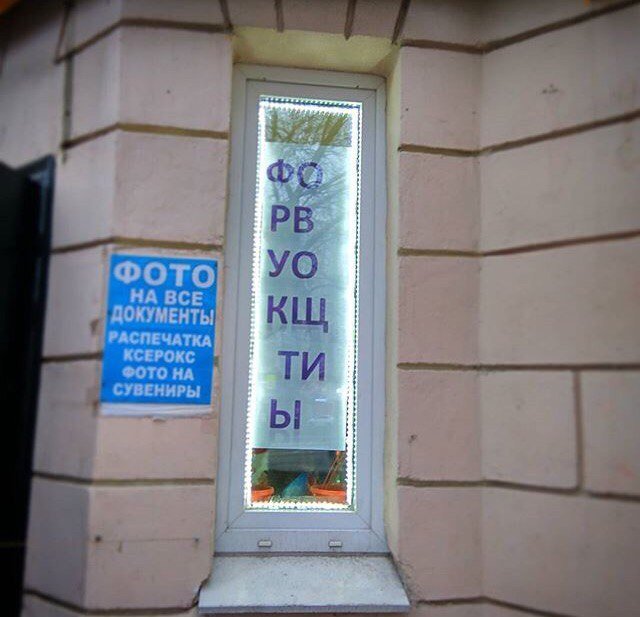 ФОТО
НА ВСЕ
ДОКУМЕНТЫ
РАСПЕЧАТКА
КСЕРОКС
ФОТО НА
СУВЕНИРЫ
ФО
РВ
УО
КЩ
ТИ
Ы